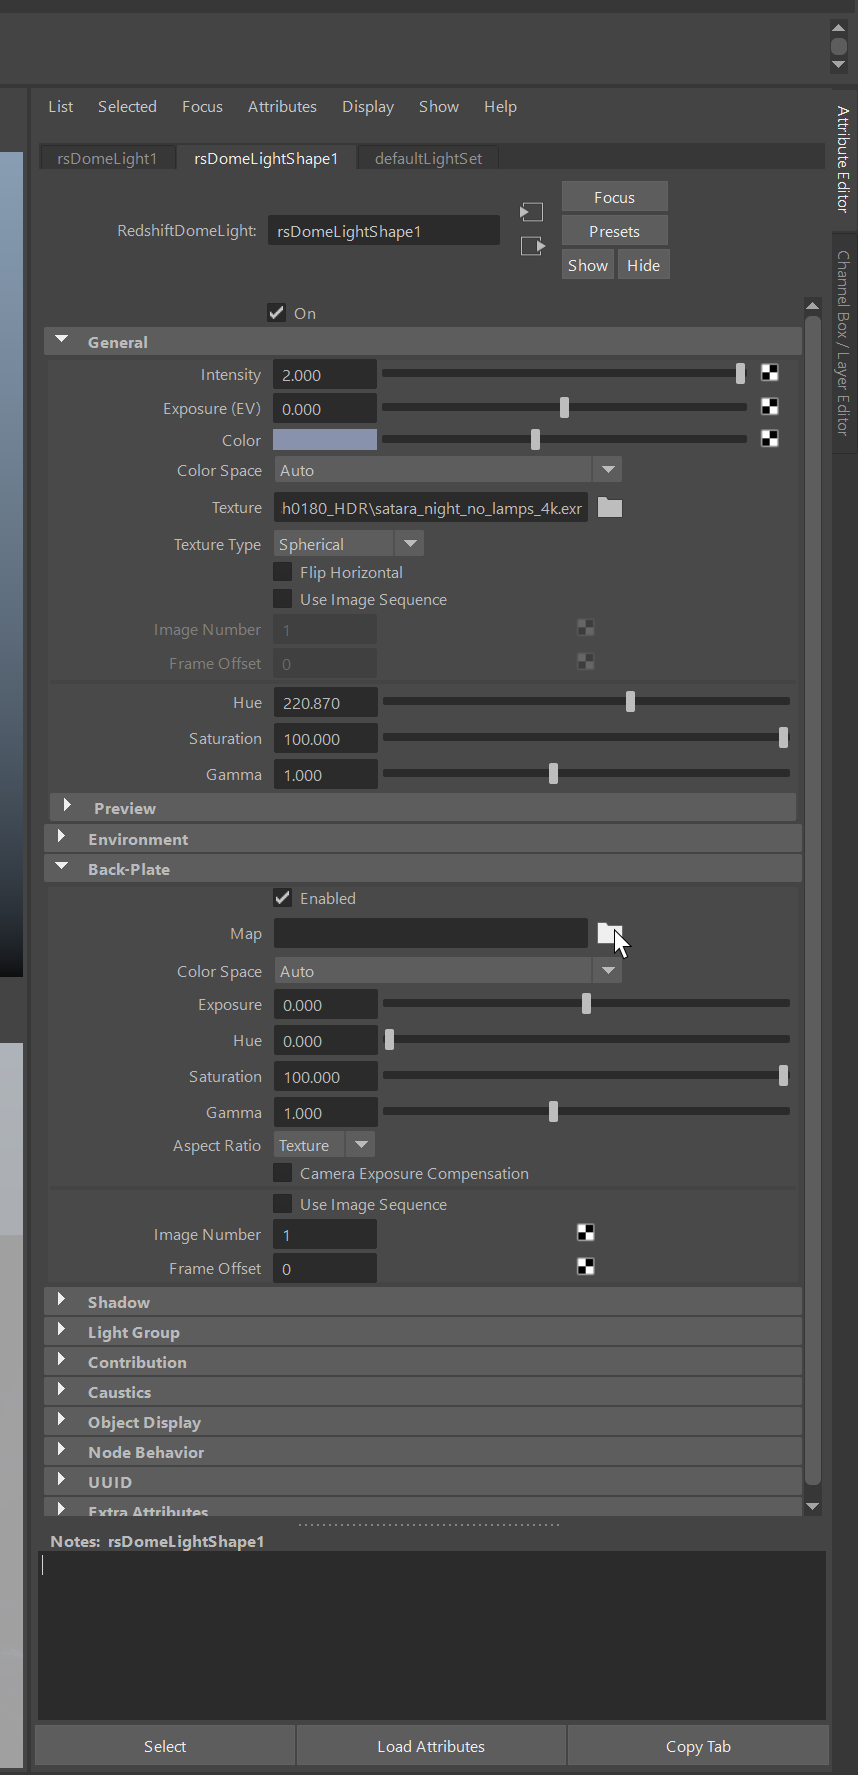 List Selected Focus Attributes Display Show Help
rsDomeLight1 rsDomeLightShape1 defaultLightSet
Attribute Editor
Channel Box / Layer Editor
RedshiftDomeLight: rsDomeLightShape1
Focus
Presets
Show Hide
On
General
Intensity 2.000
Exposure (EV) 0.000
Color
Color Space Auto
Texture h0180_HDR\satara_night_no_lamps_4k.exr
Texture Type Spherical
Flip Horizontal
Use Image Sequence
Image Number 1
Frame Offset 0
Hue 220.870
Saturation 100.000
Gamma 1.000
Preview
Environment
Back-Plate
Enabled
Map
Color Space Auto
Exposure 0.000
Hue 0.000
Saturation 100.000
Gamma 1.000
Aspect Ratio Texture
Camera Exposure Compensation
Use Image Sequence
Image Number 1
Frame Offset 0
Shadow
Light Group
Contribution
Caustics
Object Display
Node Behavior
UUID
Extra Attributes
Notes: rsDomeLightShape1
Select Load Attributes Copy Tab